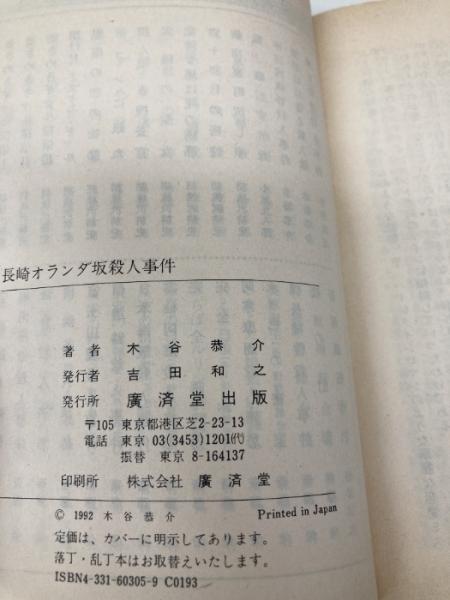 長崎オランダ坂殺人事件
著者 木谷恭介
発行者 吉田和之
発行所 廣済堂出版
〒105 東京都港区芝2-23-13
電話 東京 03(3453)1201(代)
振替 東京 8-164137
印刷所 株式会社 廣済堂
© 1992 木谷恭介 Printed in Japan
定価は、カバーに明示してあります。
落丁・乱丁本はお取替えいたします。
ISBN4-331-60305-9 C0193